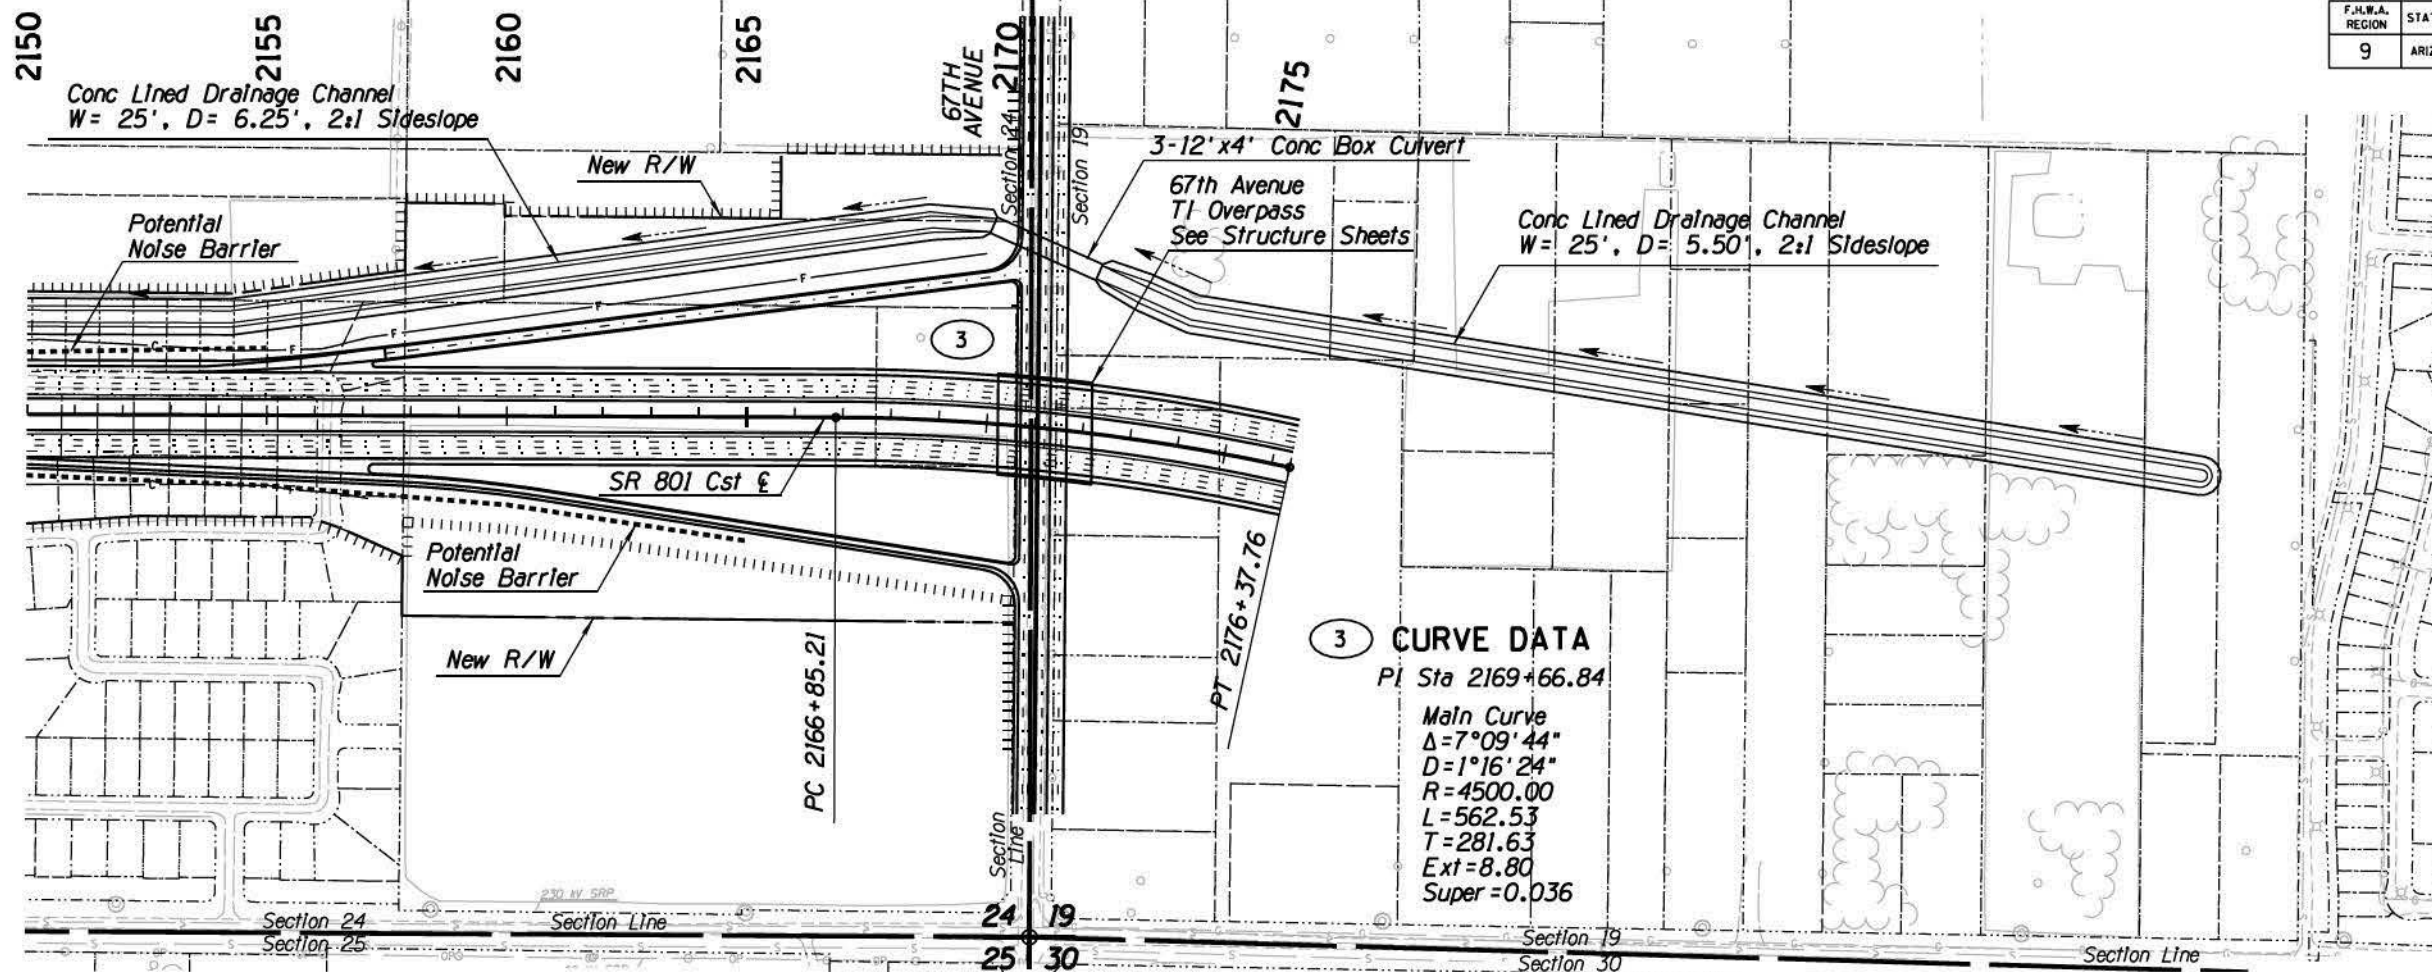 2150
2155
2160
2165
67TH
AVENUE
2170
2175
F.H.W.A.
REGION
9
Conc Lined Drainage Channel
W= 25', D= 6.25', 2:1 Sideslope
New R/W
Section 24
Section 19
3-12'x4' Conc Box Culvert
67th Avenue
TI Overpass
See Structure Sheets
Conc Lined Drainage Channel
W= 25', D= 5.50', 2:1 Sideslope
Potential
Noise Barrier
F
F
F
F
C
3
SR 801 Cst ℄
C
Potential
Noise Barrier
New R/W
PC 2166+85.21
PT 2176+37.76
3 CURVE DATA
PI Sta 2169+66.84
Main Curve
Δ=7°09'44"
D=1°16'24"
R=4500.00
L=562.53
T=281.63
Ext=8.80
Super=0.036
Section
Line
230 kV SRP
Section 24
Section 25
Section Line
24 19
25 30
Section 19
Section 30
Section Line